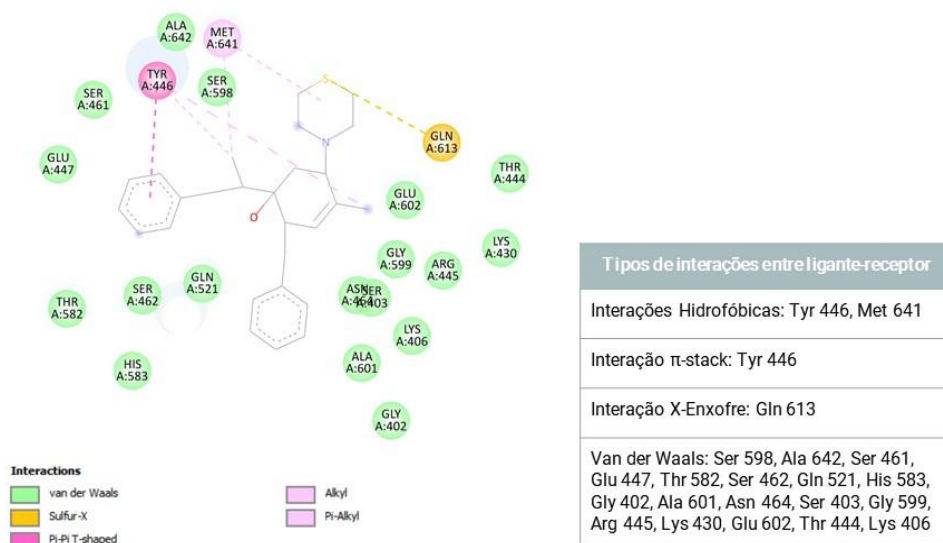 ALA
A:642
MET
A:641
TYR
A:446
SER
A:598
SER
A:461
S
GLN
A:613
GLU
A:447
N
THR
A:444
GLU
A:602
O
LYS
A:430
GLY
A:599
ARG
A:445
GLN
A:521
SER
A:462
ASN
A:464
SER
A:403
THR
A:582
LYS
A:406
HIS
A:583
ALA
A:601
GLY
A:402
Interactions
van der Waals
Sulfur-X
Pi-Pi T-shaped
Alkyl
Pi-Alkyl
Tipos de interações entre ligante-receptor
Interações Hidrofóbicas: Tyr 446, Met 641
Interação π-stack: Tyr 446
Interação X-Enxofre: Gln 613
Van der Waals: Ser 598, Ala 642, Ser 461,
Glu 447, Thr 582, Ser 462, Gln 521, His 583,
Gly 402, Ala 601, Asn 464, Ser 403, Gly 599,
Arg 445, Lys 430, Glu 602, Thr 444, Lys 406